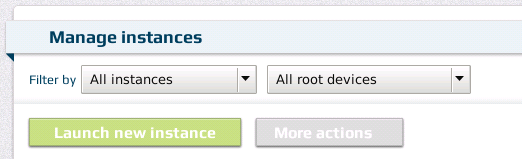 Manage instances
Filter by All instances All root devices
Launch new instance More actions